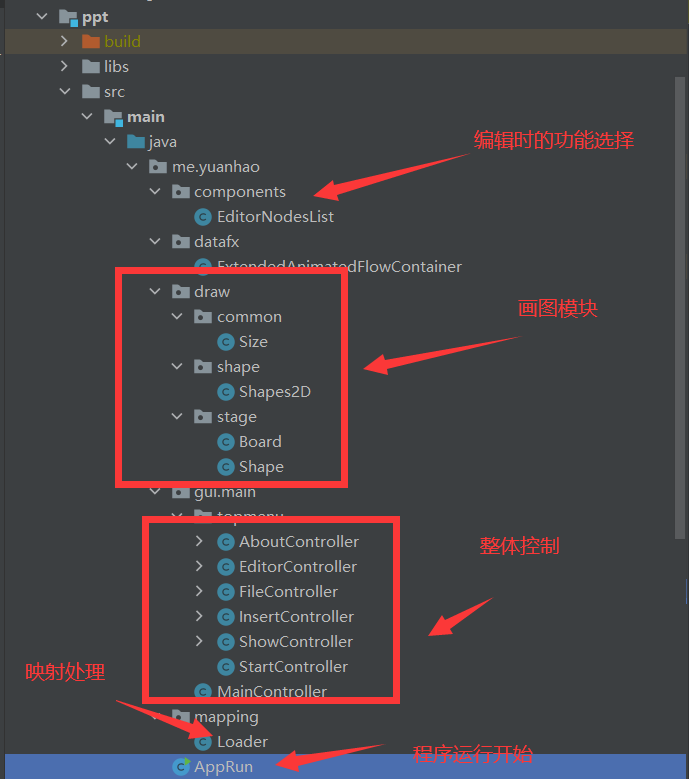 ppt
build
libs
src
main
java
编辑时的功能选择
me.yuanhao
components
EditorNodesList
datafx
ExtendedAnimatedFlowContainer
draw
画图模块
common
Size
shape
Shapes2D
stage
Board
Shape
gui.main
topmenu
AboutController
整体控制
EditorController
FileController
InsertController
ShowController
StartController
映射处理
MainController
mapping
Loader
程序运行开始
AppRun